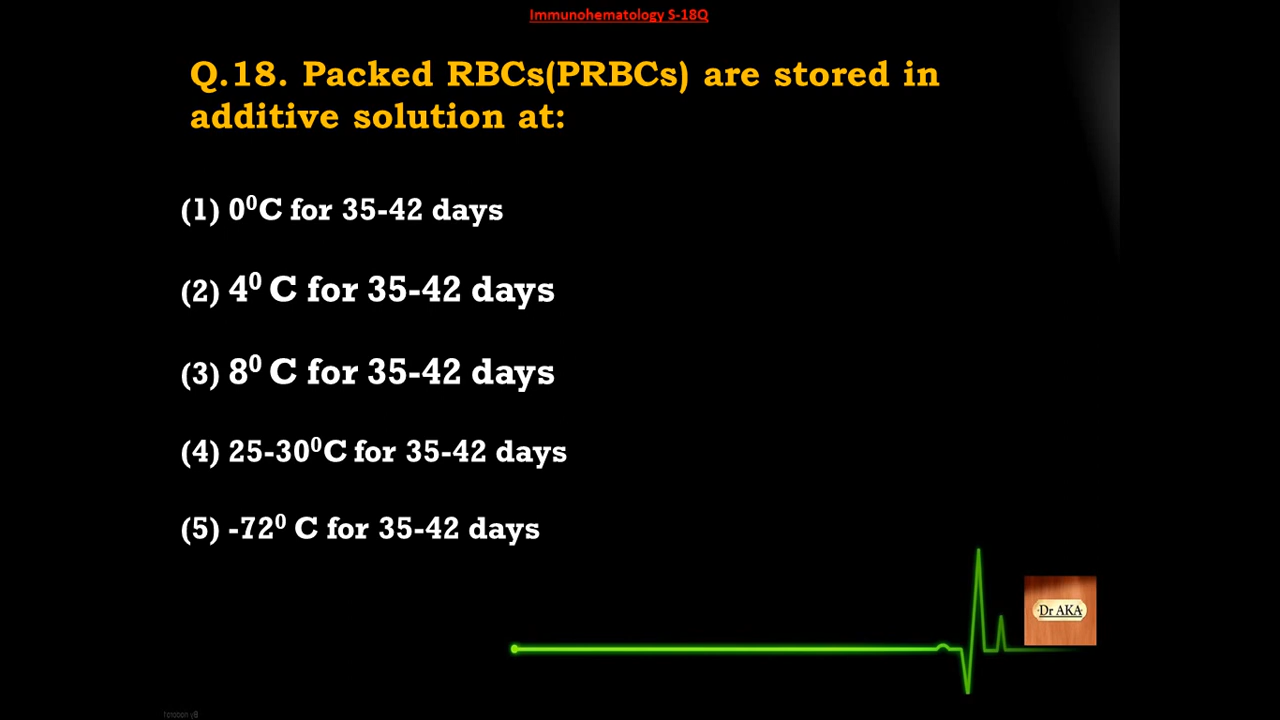 Immunohematology S-18Q
Q.18. Packed RBCs(PRBCs) are stored in
additive solution at:
(1) 0⁰C for 35-42 days
(2) 4⁰ C for 35-42 days
(3) 8⁰ C for 35-42 days
(4) 25-30⁰C for 35-42 days
(5) -72⁰ C for 35-42 days
Dr AKA